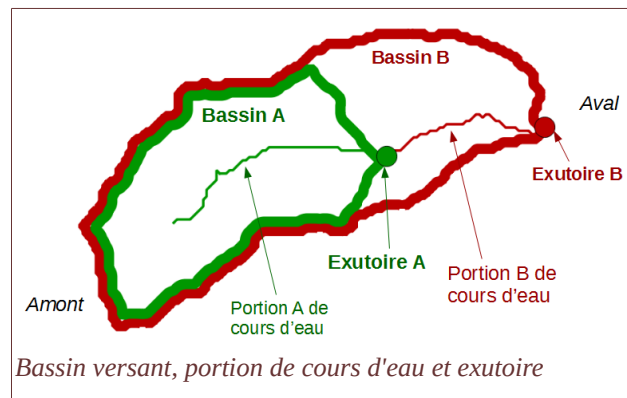 Bassin B
Aval
Bassin A
Exutoire B
Exutoire A
Portion B de
cours d'eau
Amont
Portion A de
cours d'eau
Bassin versant, portion de cours d'eau et exutoire